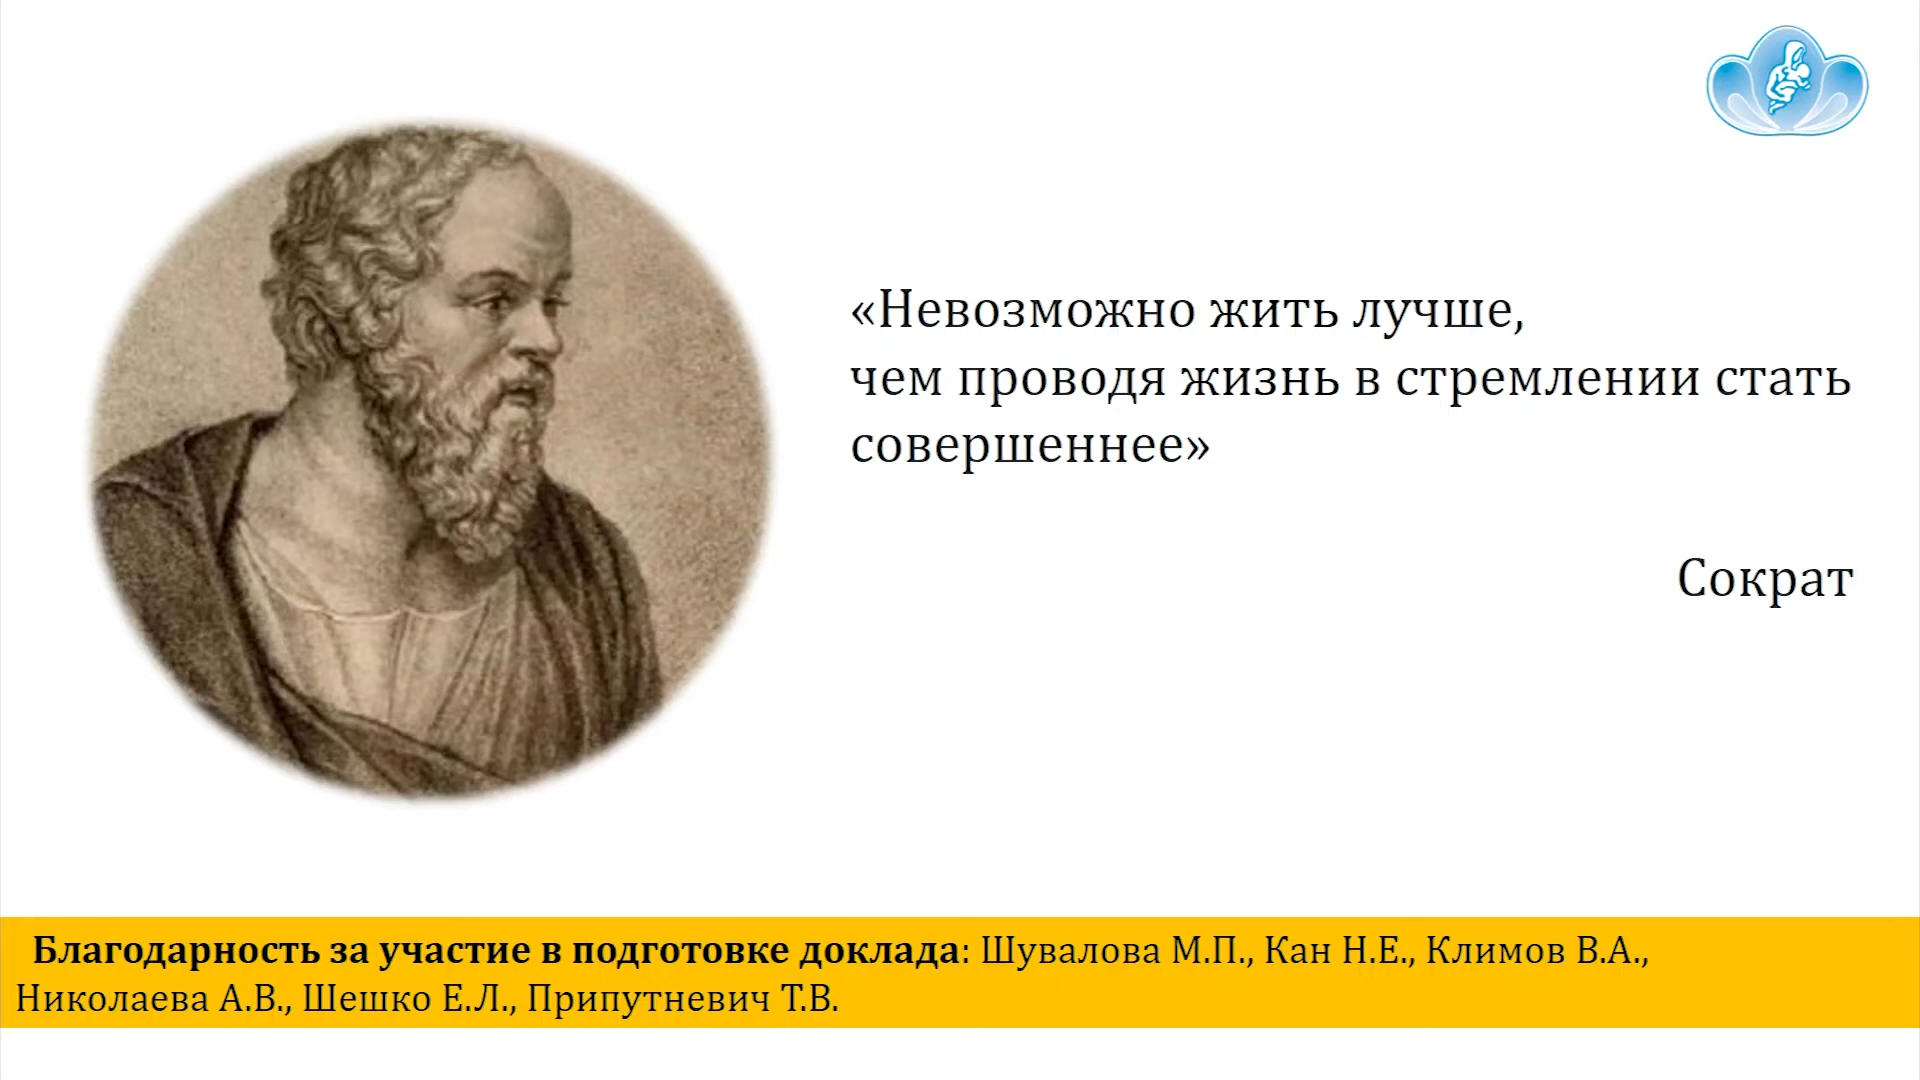 «Невозможно жить лучше,
чем проводя жизнь в стремлении стать
совершеннее»
Сократ
Благодарность за участие в подготовке доклада: Шувалова М.П., Кан Н.Е., Климов В.А.,
Николаева А.В., Шешко Е.Л., Припутневич Т.В.